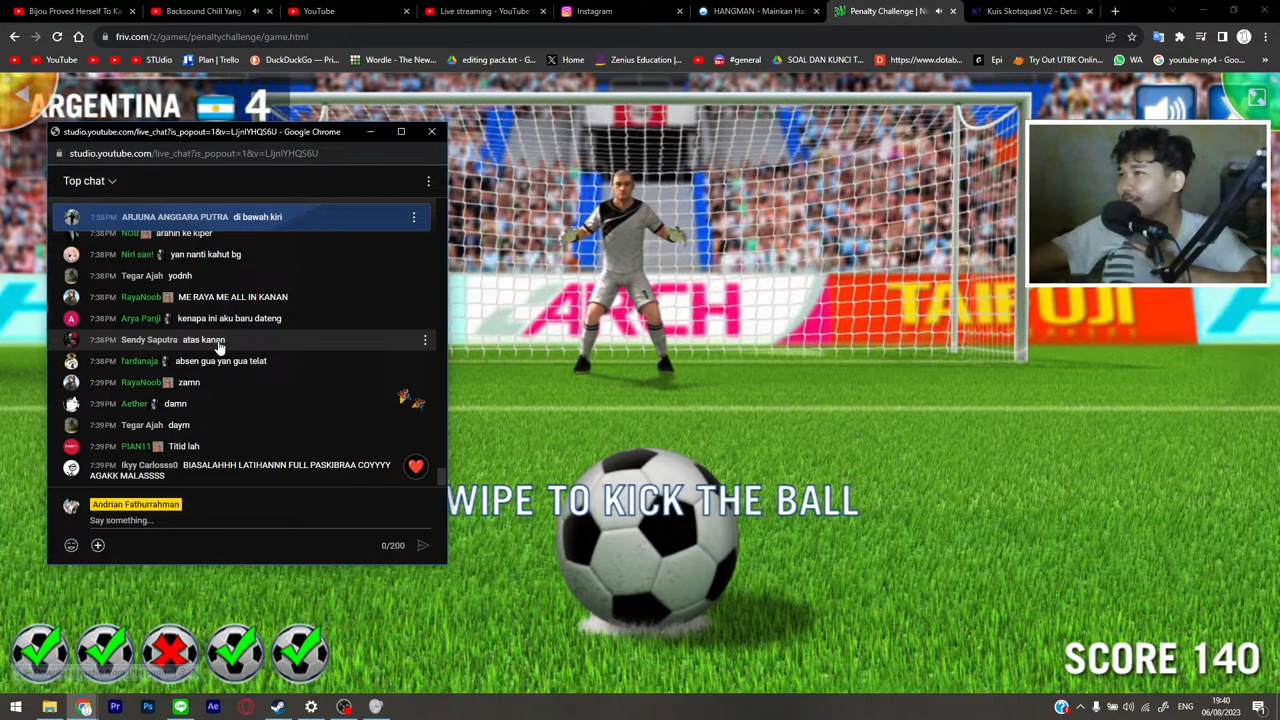 Bijou Proved Herself To Ka
Backsound Chill Yang
YouTube
Live streaming - YouTube S
Instagram
HANGMAN - Mainkan Har
Penalty Challenge | Ne
Kuis Skotsquad V2 - Detail
friv.com/z/games/penaltychallenge/game.html
YouTube
STUdio
Plan | Trello
DuckDuckGo — Pri...
Wordle - The New...
editing pack.txt - G...
Home
Zenius Education |...
#general
SOAL DAN KUNCI T...
https://www.dotab...
Epi
Try Out UTBK Onlin...
WA
youtube mp4 - Goo...
ARGENTINA 4
studio.youtube.com/live_chat?is_popout=1&v=LJjnIYHQS6U - Google Chrome
studio.youtube.com/live_chat?is_popout=1&v=LJjnIYHQS6U
Top chat
7:38PM ARJUNA ANGGARA PUTRA di bawah kiri
7:38PM NOB arahin ke kiper
7:38PM Niri san! yan nanti kahut bg
7:38PM Tegar Ajah yodnh
7:38PM RayaNoob ME RAYA ME ALL IN KANAN
7:38PM Arya Panji kenapa ini aku baru dateng
7:38PM Sendy Saputra atas kanan
7:38PM fardanaja absen gua yan gua telat
7:39PM RayaNoob zamn
7:39PM Aether damn
7:39PM Tegar Ajah daym
7:39PM PIAN11 Titid lah
7:39PM Ikyy Carlosss0 BIASALAHHH LATIHANNN FULL PASKIBRAA COYYYY
AGAKK MALASSSS
Andrian Fathurrahman
Say something...
0/200
ARCH
TAIFUJI
WIPE TO KICK THE BALL
SCORE 140
ENG
19:40
06/08/2023